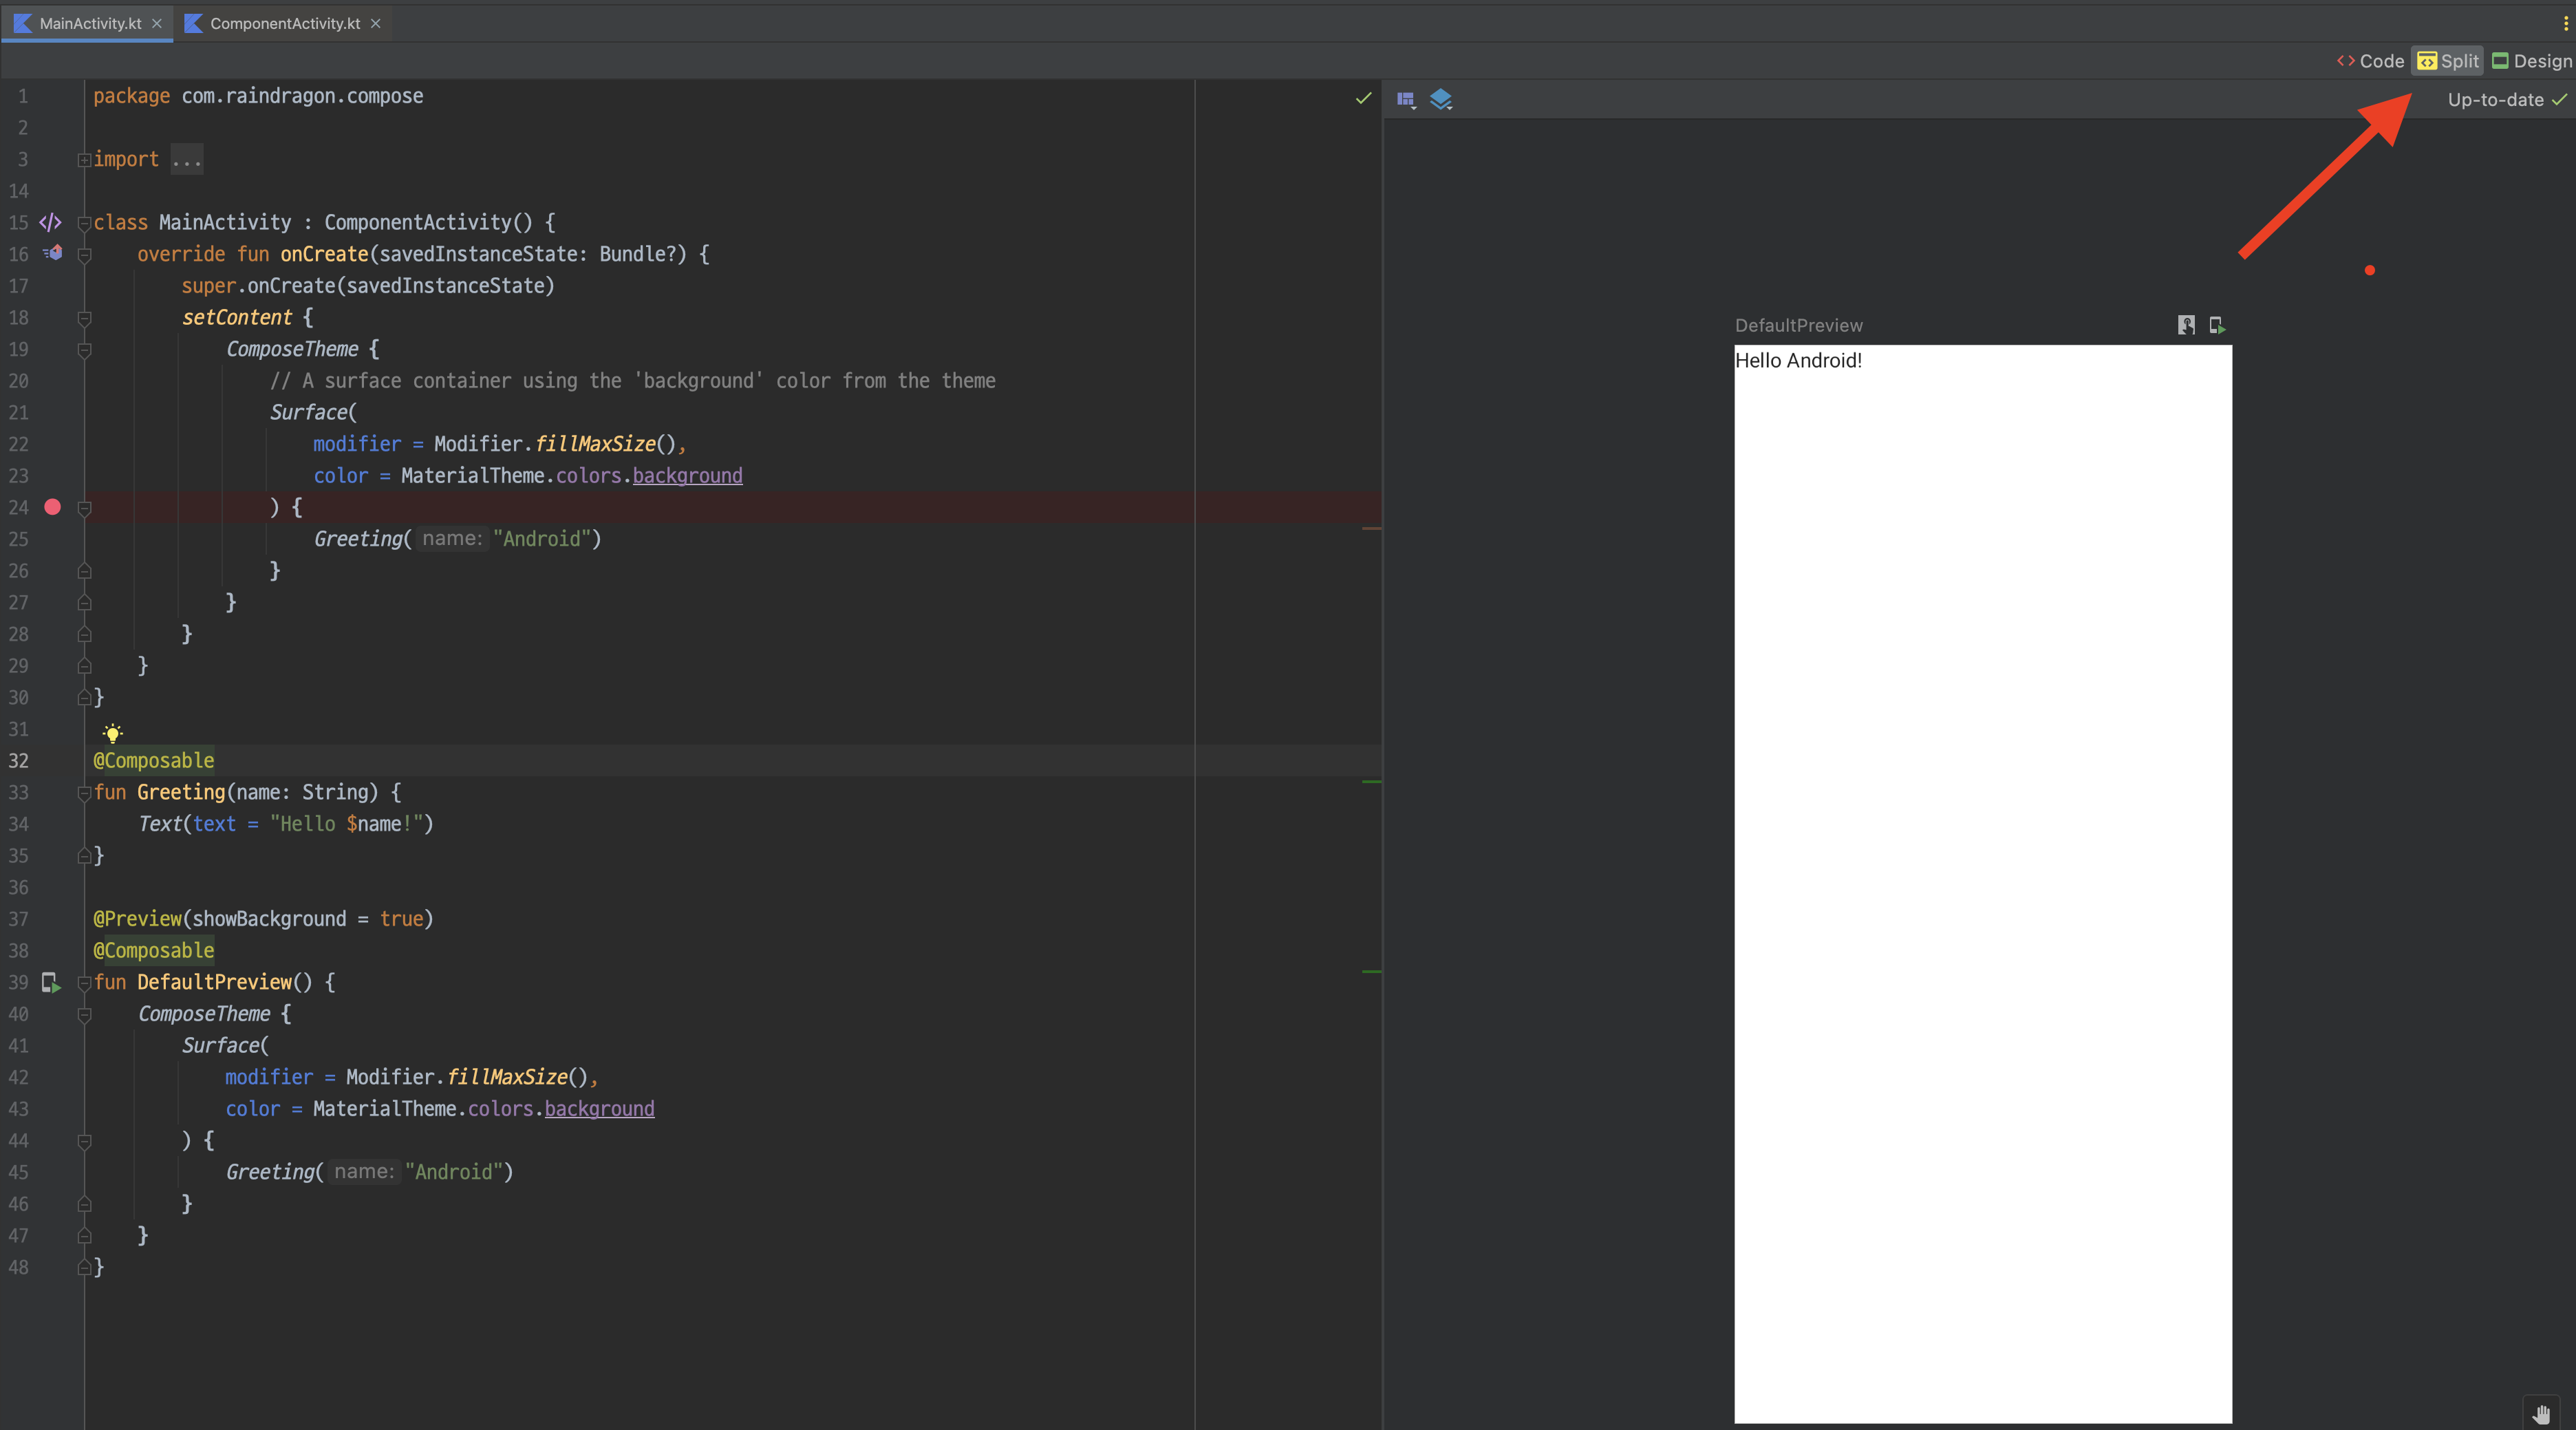 MainActivity.kt
ComponentActivity.kt
Code
Split
Design
Up-to-date
1 package com.raindragon.compose
2
3 import ...
14
15 class MainActivity : ComponentActivity() {
16 override fun onCreate(savedInstanceState: Bundle?) {
17 super.onCreate(savedInstanceState)
18 setContent {
19 ComposeTheme {
20 // A surface container using the 'background' color from the theme
21 Surface(
22 modifier = Modifier.fillMaxSize(),
23 color = MaterialTheme.colors.background
24 ) {
25 Greeting( name: "Android")
26 }
27 }
28 }
29 }
30 }
31
32 @Composable
33 fun Greeting(name: String) {
34 Text(text = "Hello $name!")
35 }
36
37 @Preview(showBackground = true)
38 @Composable
39 fun DefaultPreview() {
40 ComposeTheme {
41 Surface(
42 modifier = Modifier.fillMaxSize(),
43 color = MaterialTheme.colors.background
44 ) {
45 Greeting( name: "Android")
46 }
47 }
48 }
DefaultPreview
Hello Android!